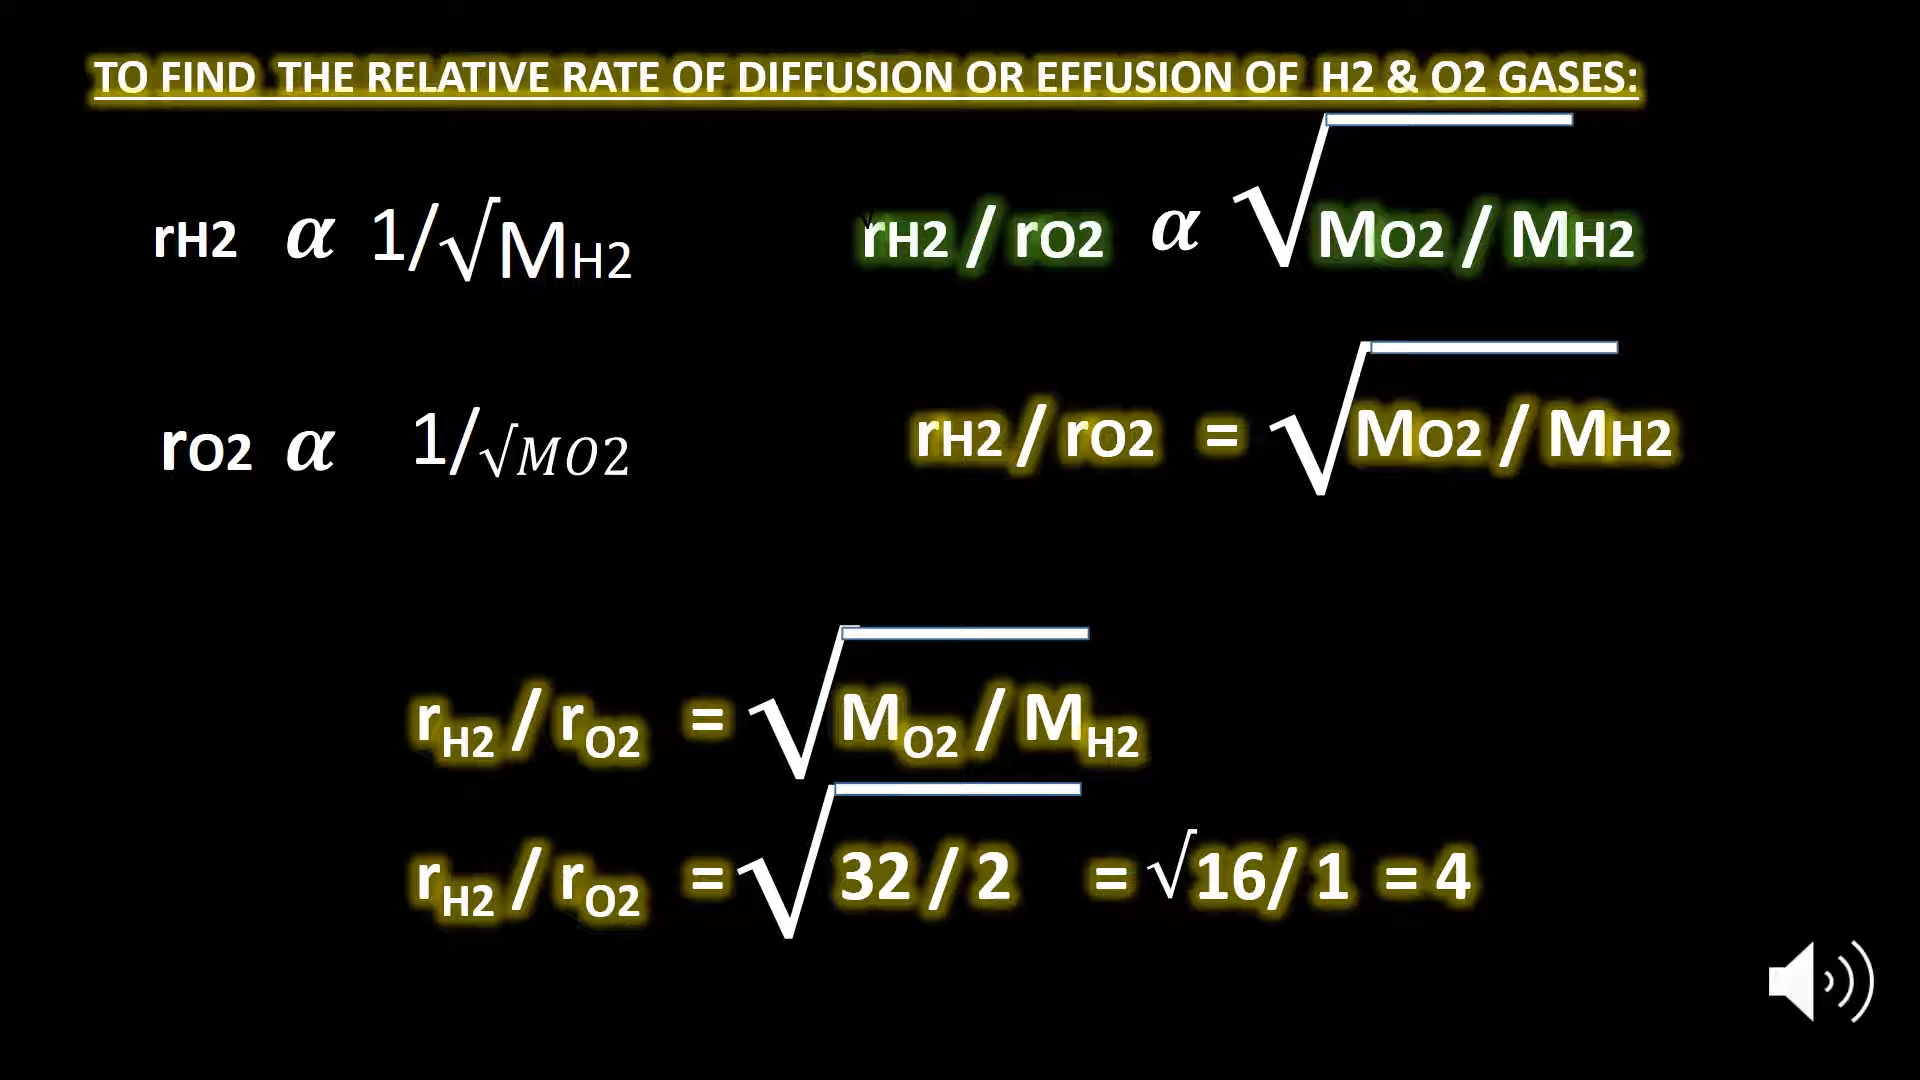 TO FIND THE RELATIVE RATE OF DIFFUSION OR EFFUSION OF H2 & O2 GASES:
rH2 α 1/√MH2
rH2 / rO2 α √MO2 / MH2
rO2 α 1/√MO2
rH2 / rO2 = √MO2 / MH2
rH2 / rO2 = √MO2 / MH2
rH2 / rO2 = √32 / 2 = √16/ 1 = 4